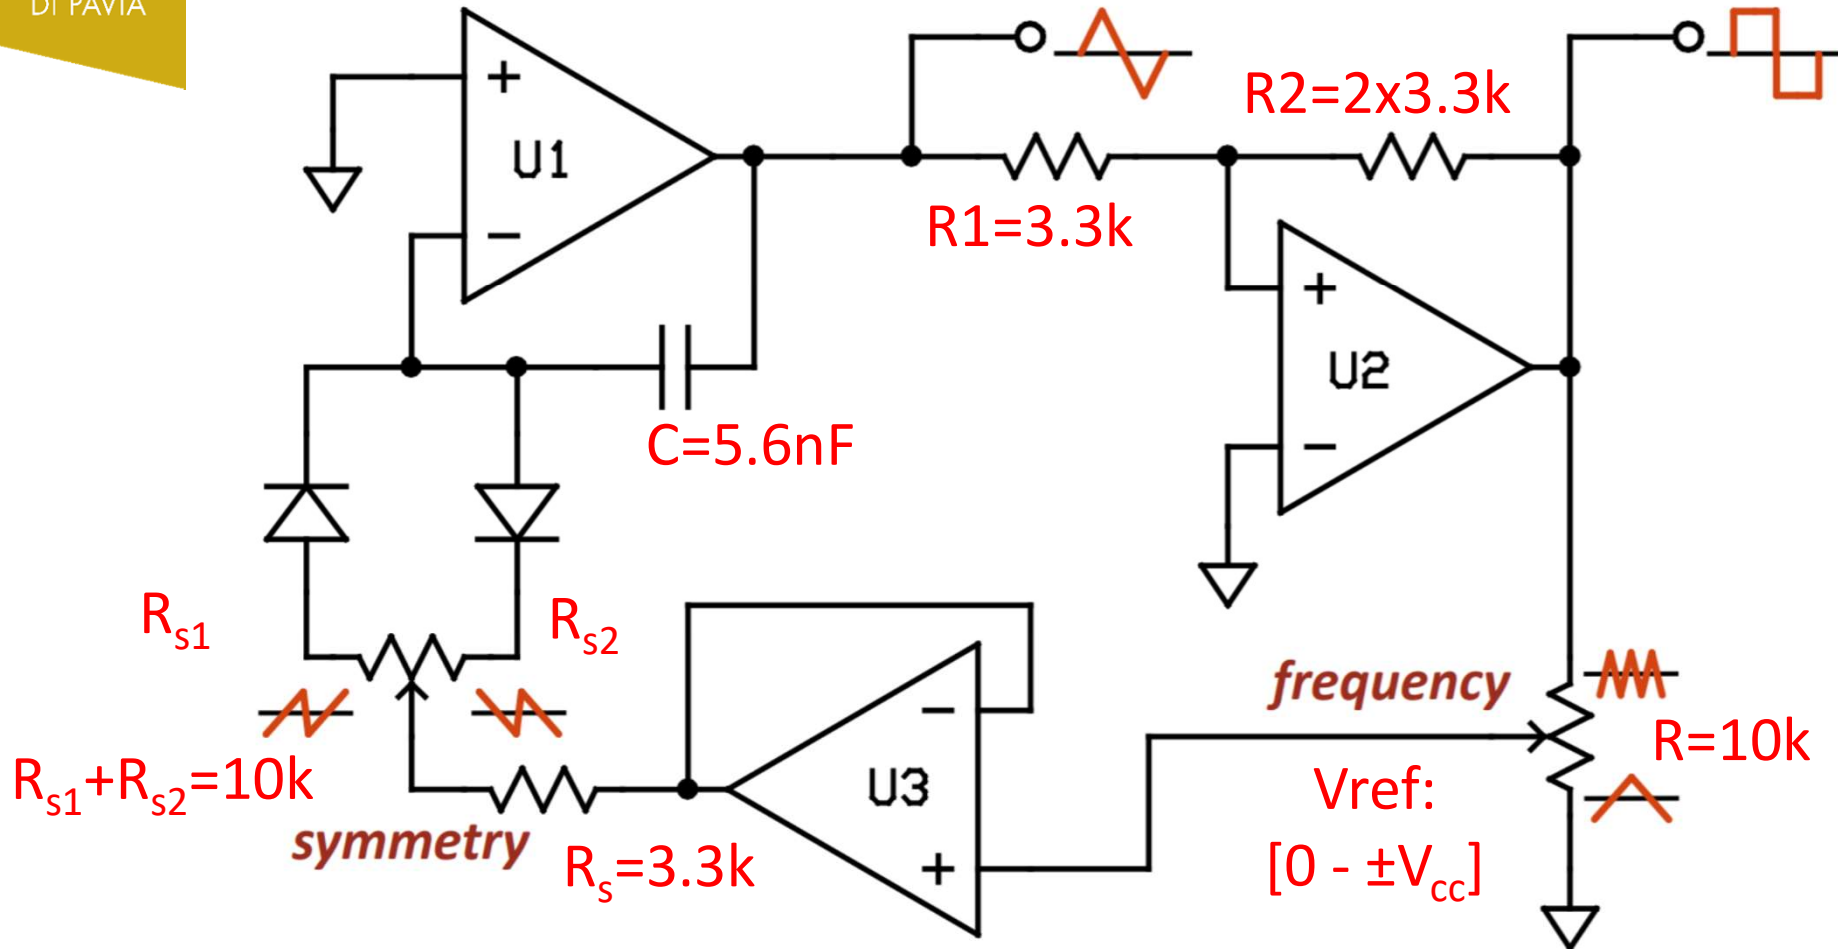 DI PAVIA
+
U1
−
R2=2x3.3k
R1=3.3k
+
U2
−
C=5.6nF
Rs1
Rs2
frequency
−
R=10k
Rs1+Rs2=10k
U3
Vref:
symmetry
Rs=3.3k
+
[0 - ±Vcc]